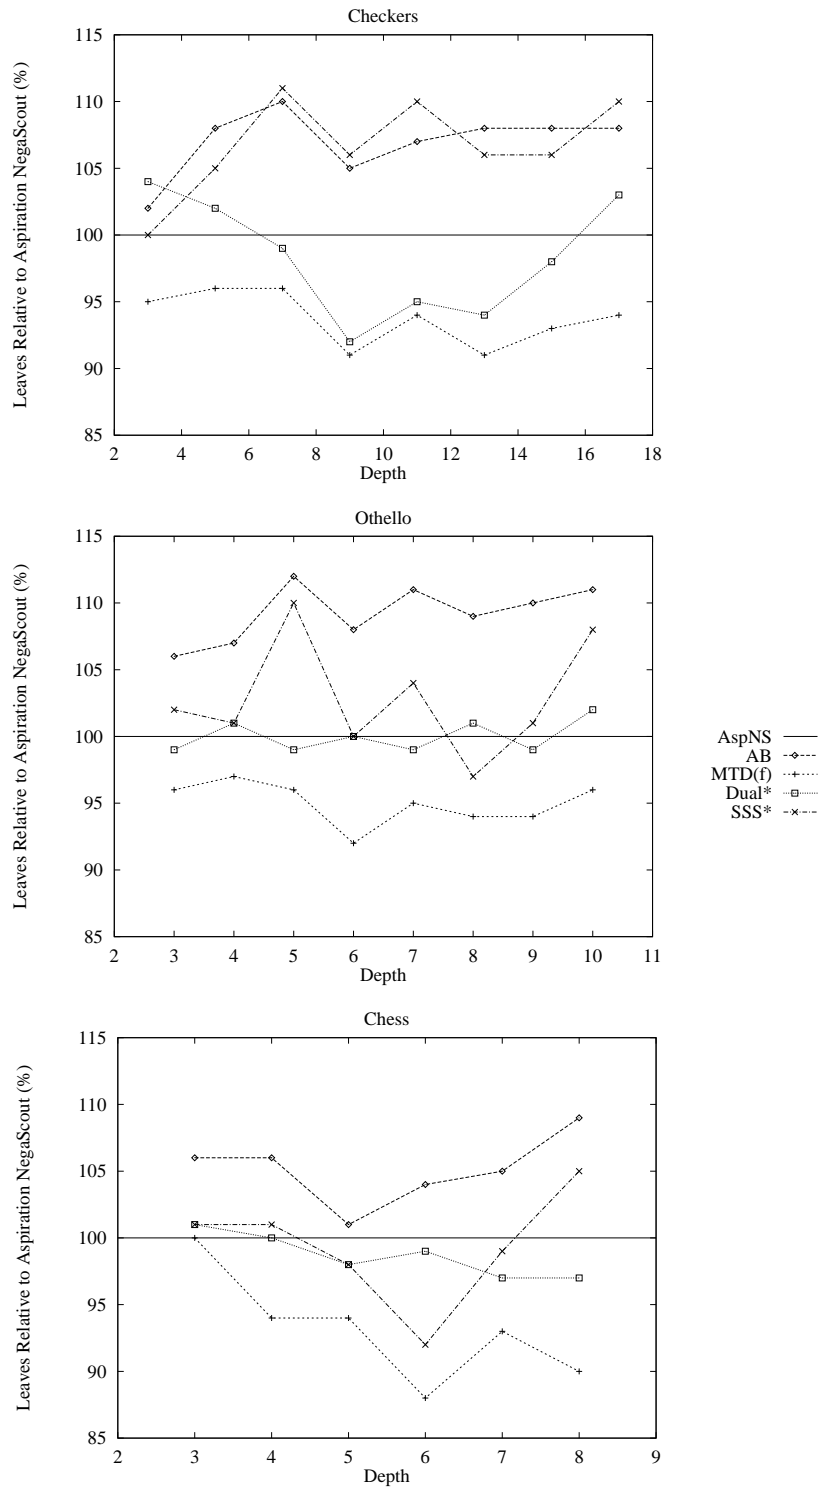 Checkers
Leaves Relative to Aspiration NegaScout (%)
115
110
105
100
95
90
85
2 4 6 8 10 12 14 16 18
Depth
Othello
Leaves Relative to Aspiration NegaScout (%)
115
110
105
100
95
90
85
2 3 4 5 6 7 8 9 10 11
Depth
AspNS
AB
MTD(f)
Dual*
SSS*
Chess
Leaves Relative to Aspiration NegaScout (%)
115
110
105
100
95
90
85
2 3 4 5 6 7 8 9
Depth